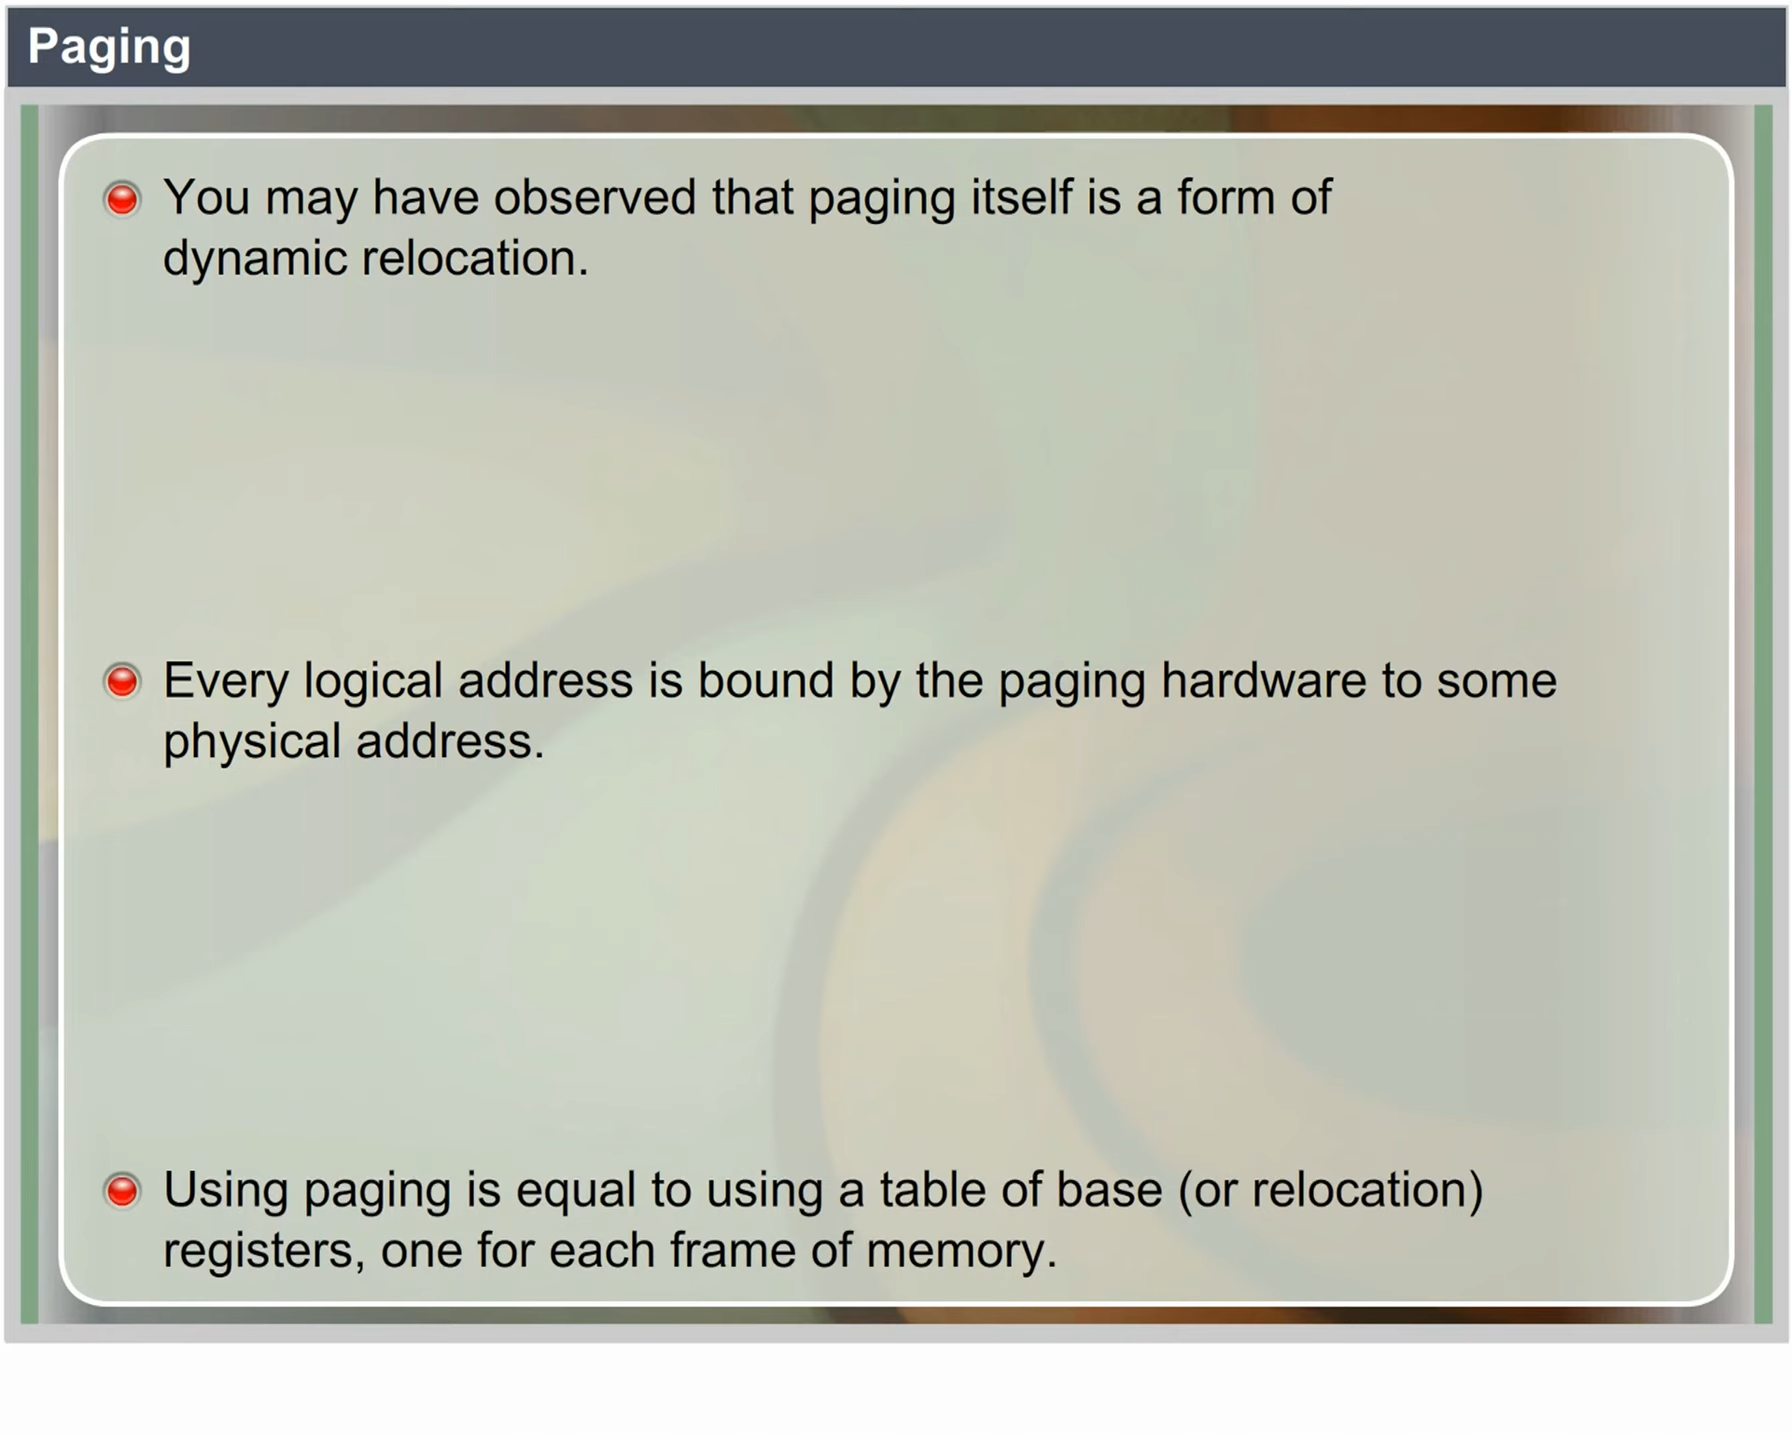 Paging
You may have observed that paging itself is a form of
dynamic relocation.
Every logical address is bound by the paging hardware to some
physical address.
Using paging is equal to using a table of base (or relocation)
registers, one for each frame of memory.